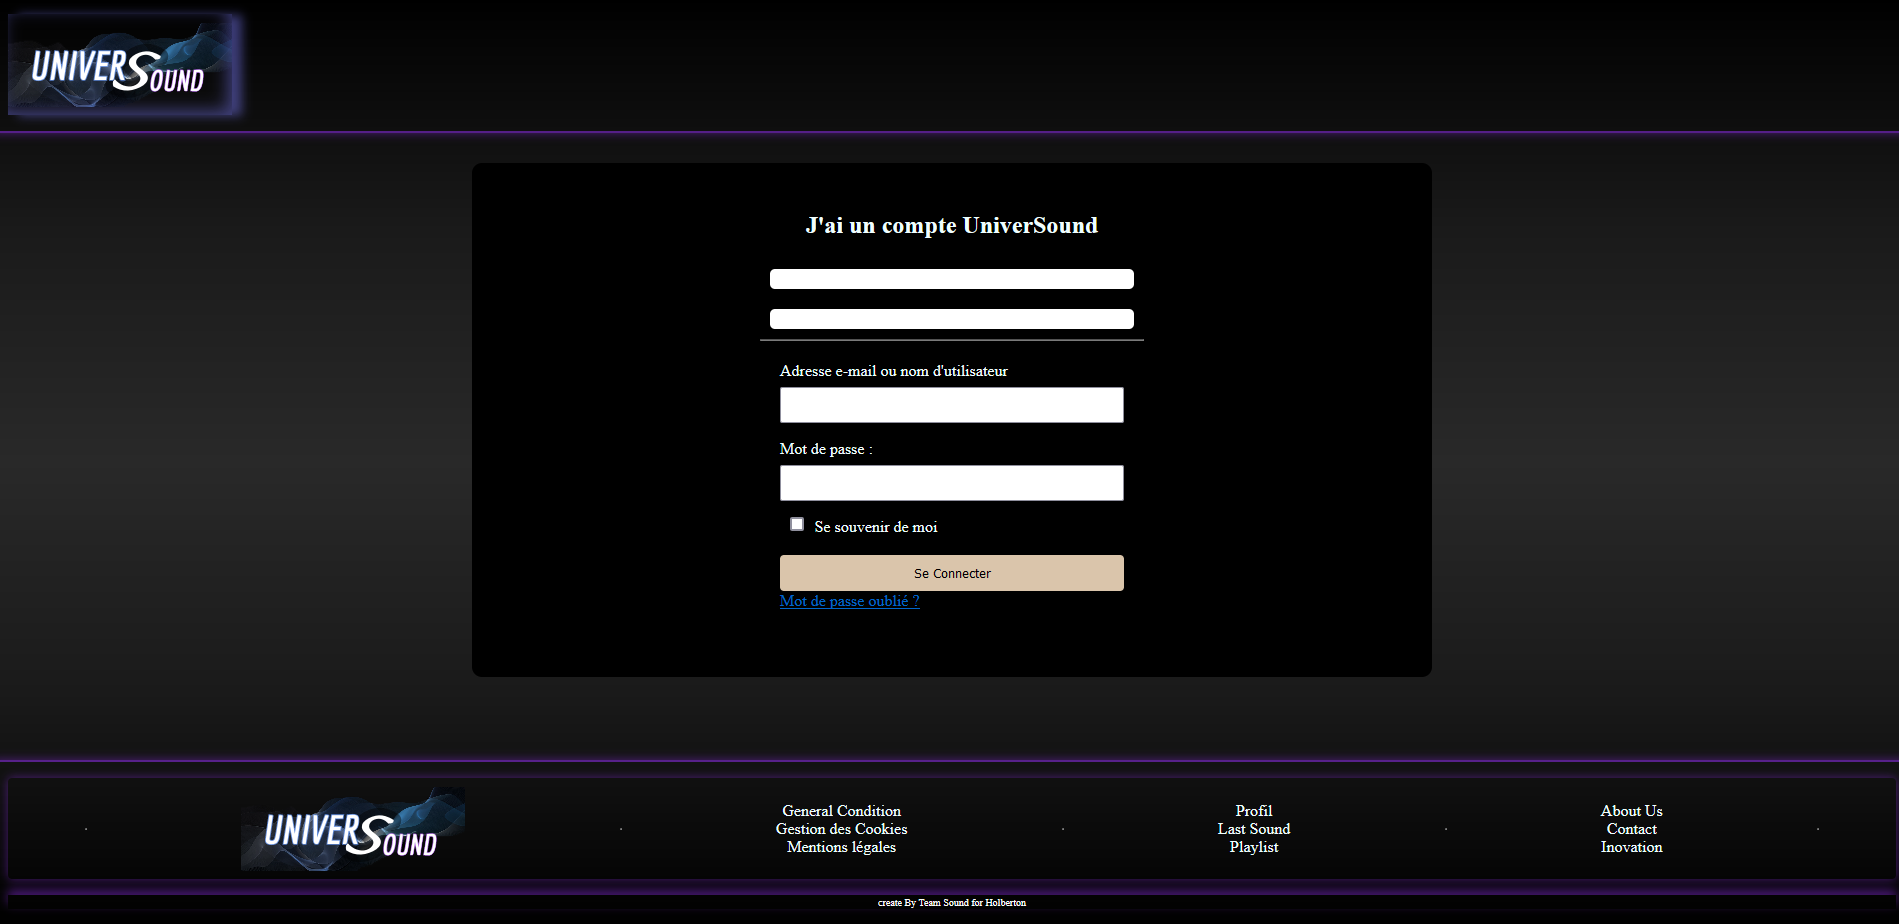 UNIVERSOUND
J'ai un compte UniverSound
Adresse e-mail ou nom d'utilisateur
Mot de passe :
Se souvenir de moi
Se Connecter
Mot de passe oublié ?
UNIVERSOUND
General Condition
Gestion des Cookies
Mentions légales
Profil
Last Sound
Playlist
About Us
Contact
Inovation
create By Team Sound for Holberton